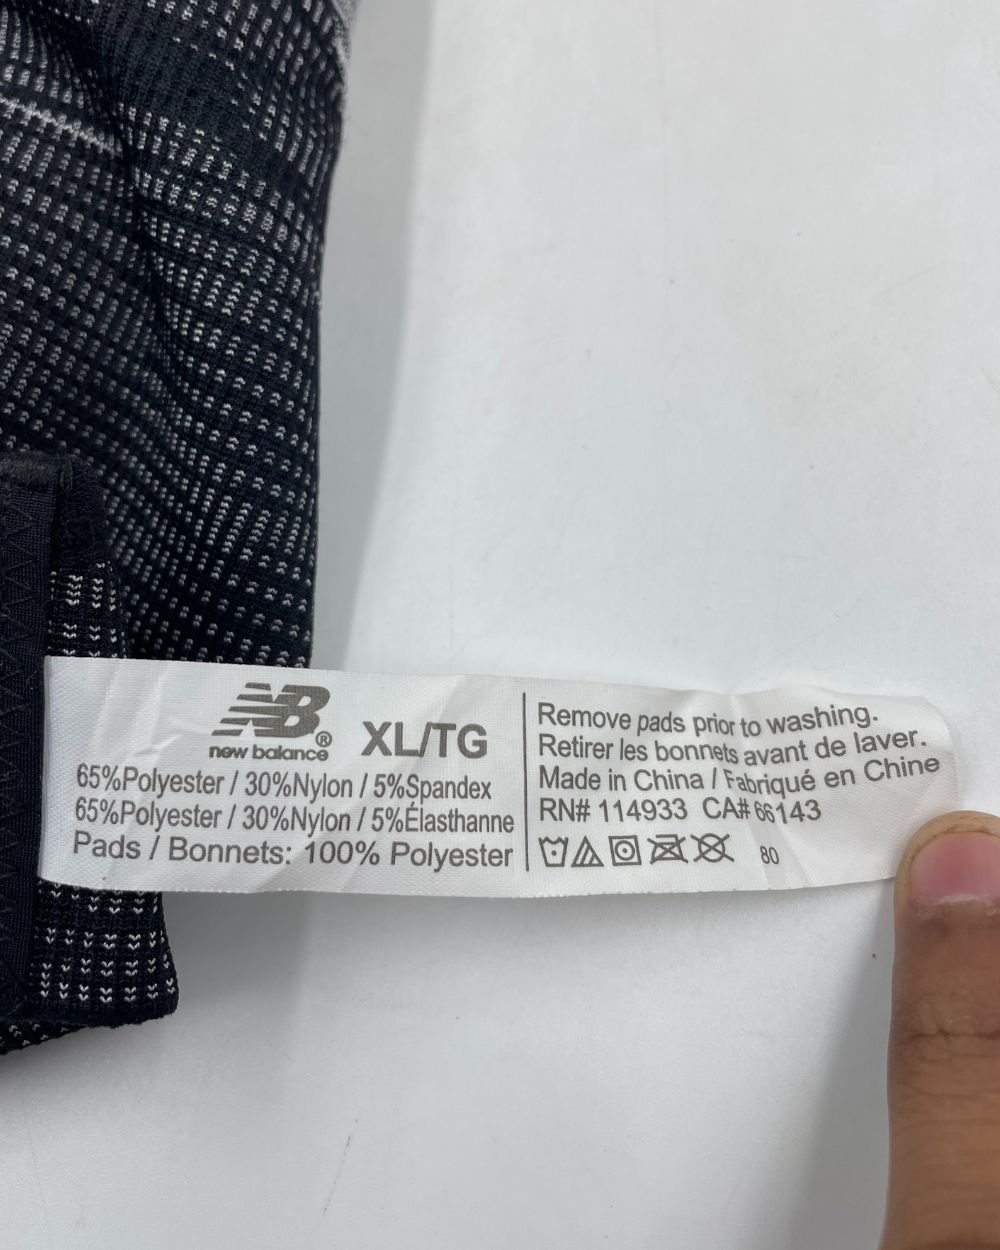 NB®
new balance XL/TG
65%Polyester / 30%Nylon / 5%Spandex
65%Polyester / 30%Nylon / 5%Élasthanne
Pads / Bonnets: 100% Polyester
Remove pads prior to washing.
Retirer les bonnets avant de laver.
Made in China / Fabriqué en Chine
RN# 114933 CA# 66143
80